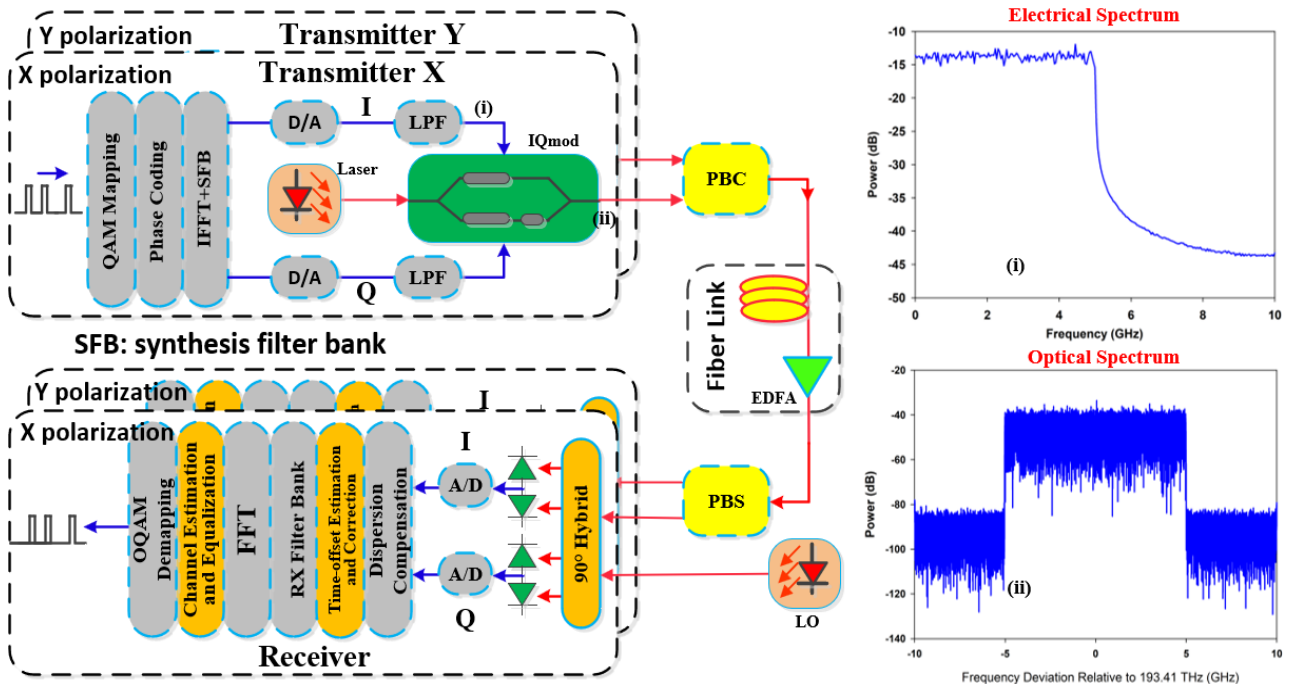 Y polarization
Transmitter Y
X polarization
Transmitter X
QAM Mapping
Phase Coding
IFFT+SFB
D/A
I
LPF
(i)
IQmod
Laser
(ii)
D/A
Q
LPF
PBC
Fiber Link
EDFA
SFB: synthesis filter bank
Y polarization
I
X polarization
OQAM
Demapping
Channel Estimation
and Equalization
FFT
RX Filter Bank
Time-offset Estimation
and Correction
Dispersion
Compensation
I
A/D
A/D
Q
90° Hybrid
PBS
LO
Receiver
Electrical Spectrum
Power (dB)
-10
-15
-20
-25
-30
-35
-40
-45
-50
(i)
0 2 4 6 8 10
Frequency (GHz)
Optical Spectrum
Power (dB)
-20
-40
-60
-80
-100
-120
-140
(ii)
-10 -5 0 5 10
Frequency Deviation Relative to 193.41 THz (GHz)